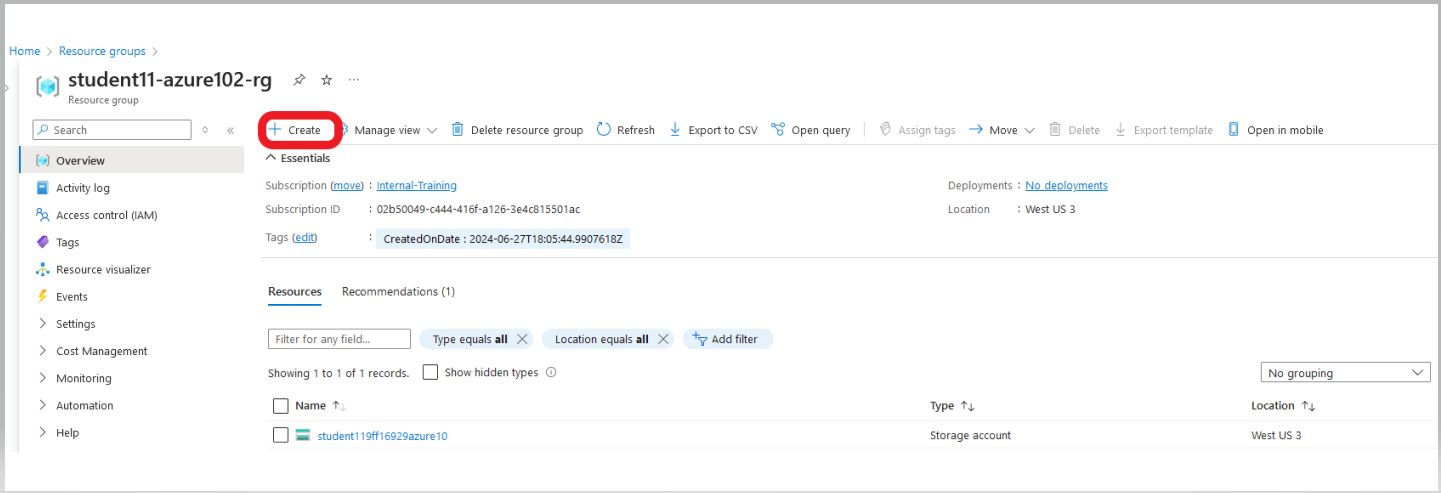 Home > Resource groups >
student11-azure102-rg ...
Resource group
Search
Create Manage view Delete resource group Refresh Export to CSV Open query Assign tags Move Delete Export template Open in mobile
Overview
Activity log
Access control (IAM)
Tags
Resource visualizer
Events
Settings
Cost Management
Monitoring
Automation
Help
Essentials
Subscription (move) : Internal-Training
Subscription ID : 02b50049-c444-416f-a126-3e4c815501ac
Tags (edit) : CreatedOnDate : 2024-06-27T18:05:44.9907618Z
Deployments : No deployments
Location : West US 3
Resources Recommendations (1)
Filter for any field... Type equals all Location equals all Add filter
Showing 1 to 1 of 1 records. Show hidden types No grouping
Name Type Location
student119ff16929azure10 Storage account West US 3